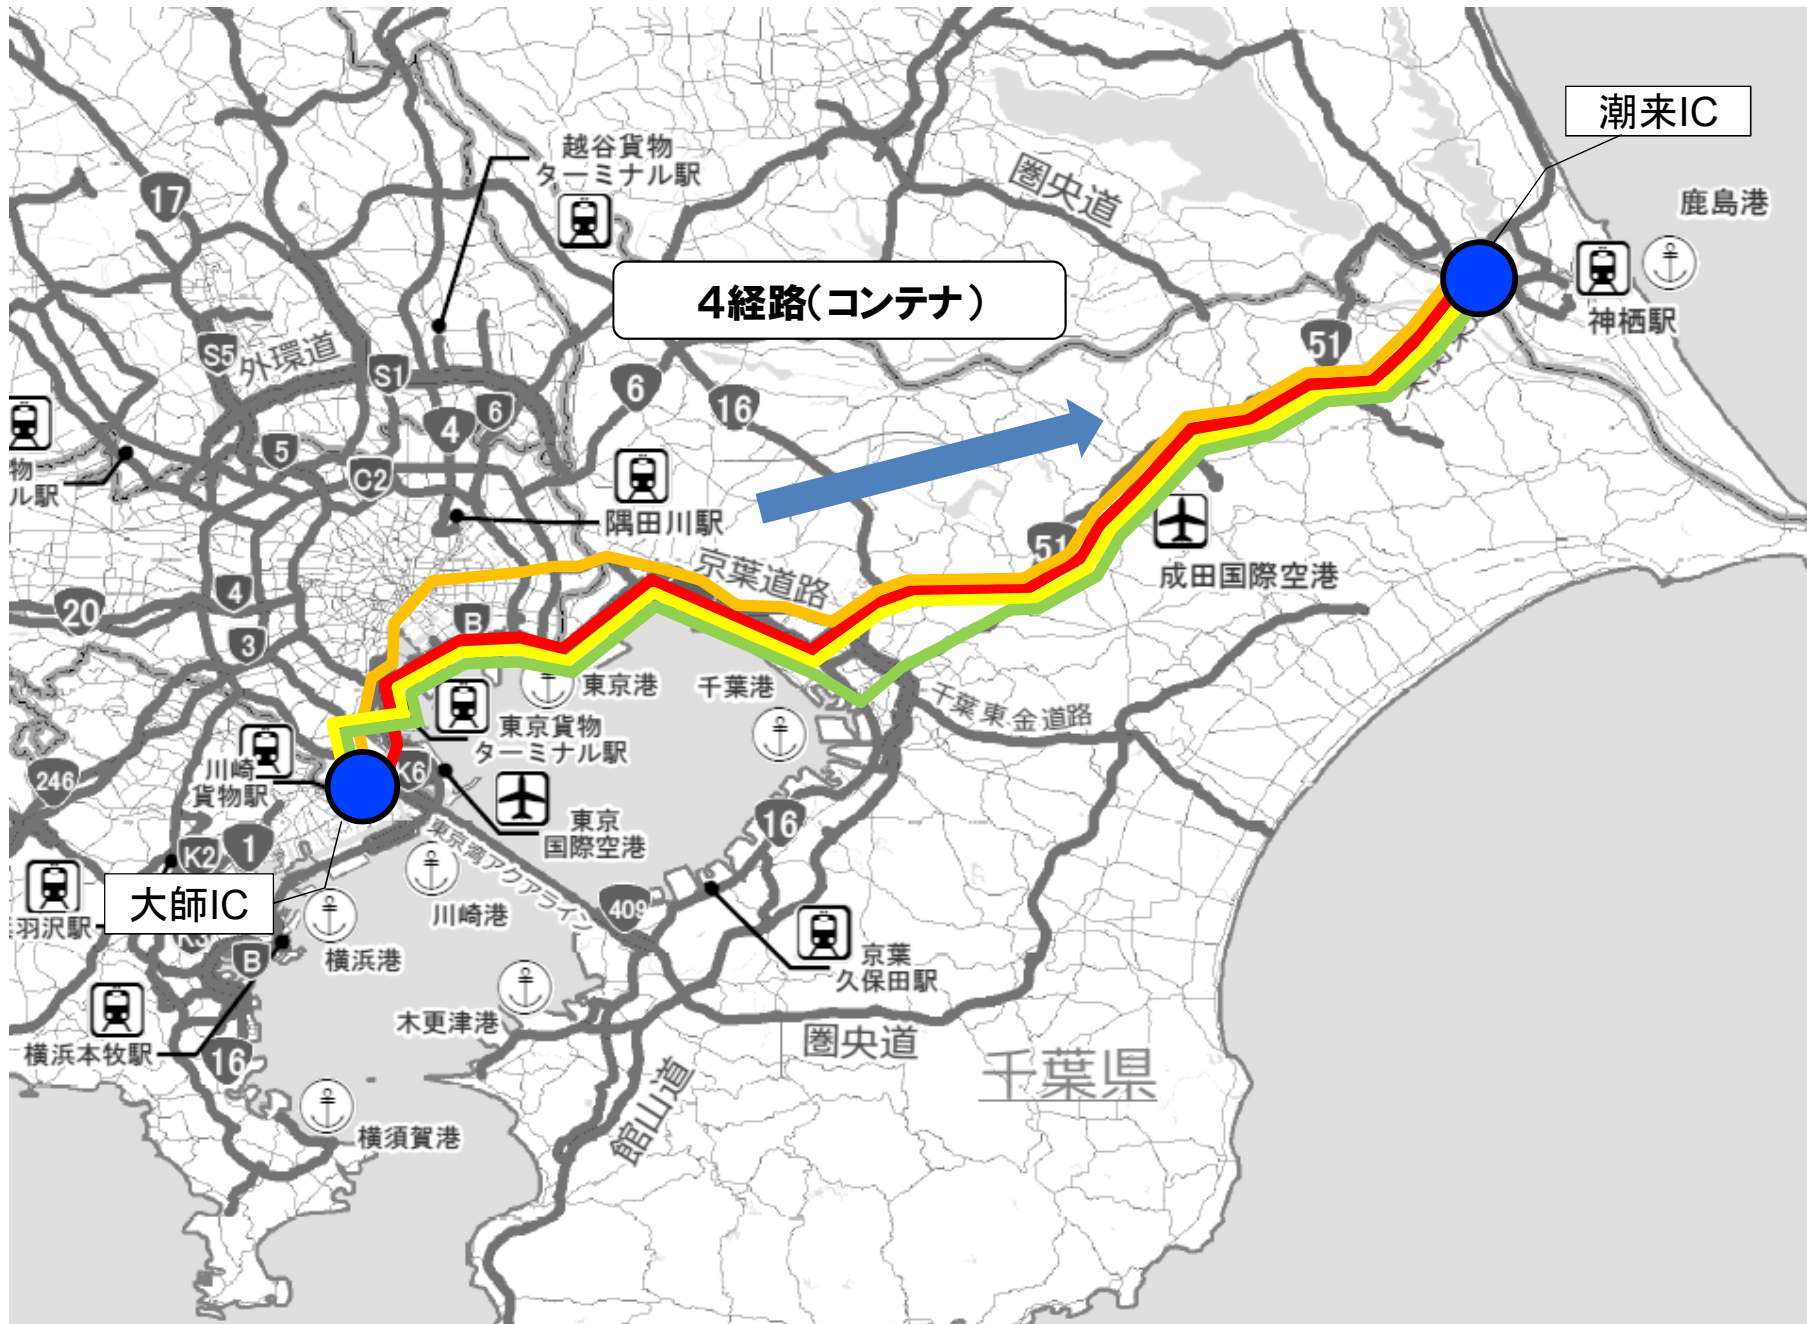 潮来IC
越谷貨物
ターミナル駅
17
圏央道
鹿島港
4経路(コンテナ)
神栖駅
S5
外環道
S1
51
6
16
6
4
5
C2
物
ル駅
隅田川駅
51
京葉道路
成田国際空港
20
4
B
3
東京港
千葉港
千葉東金道路
東京貨物
ターミナル駅
川崎
貨物駅
246
K6
東京
国際空港
16
東京湾アクアライン
K2
1
大師IC
川崎港
409
羽沢駅
K3
横浜港
B
京葉
久保田駅
木更津港
圏央道
千葉県
横浜本牧駅
16
館山道
横須賀港